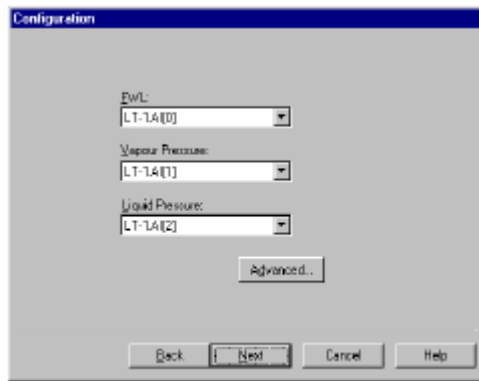 Configuration
FWL:
LT-1.AI[0]
Vapour Pressure:
LT-1.AI[1]
Liquid Pressure:
LT-1.AI[2]
Advanced...
Back Next Cancel Help